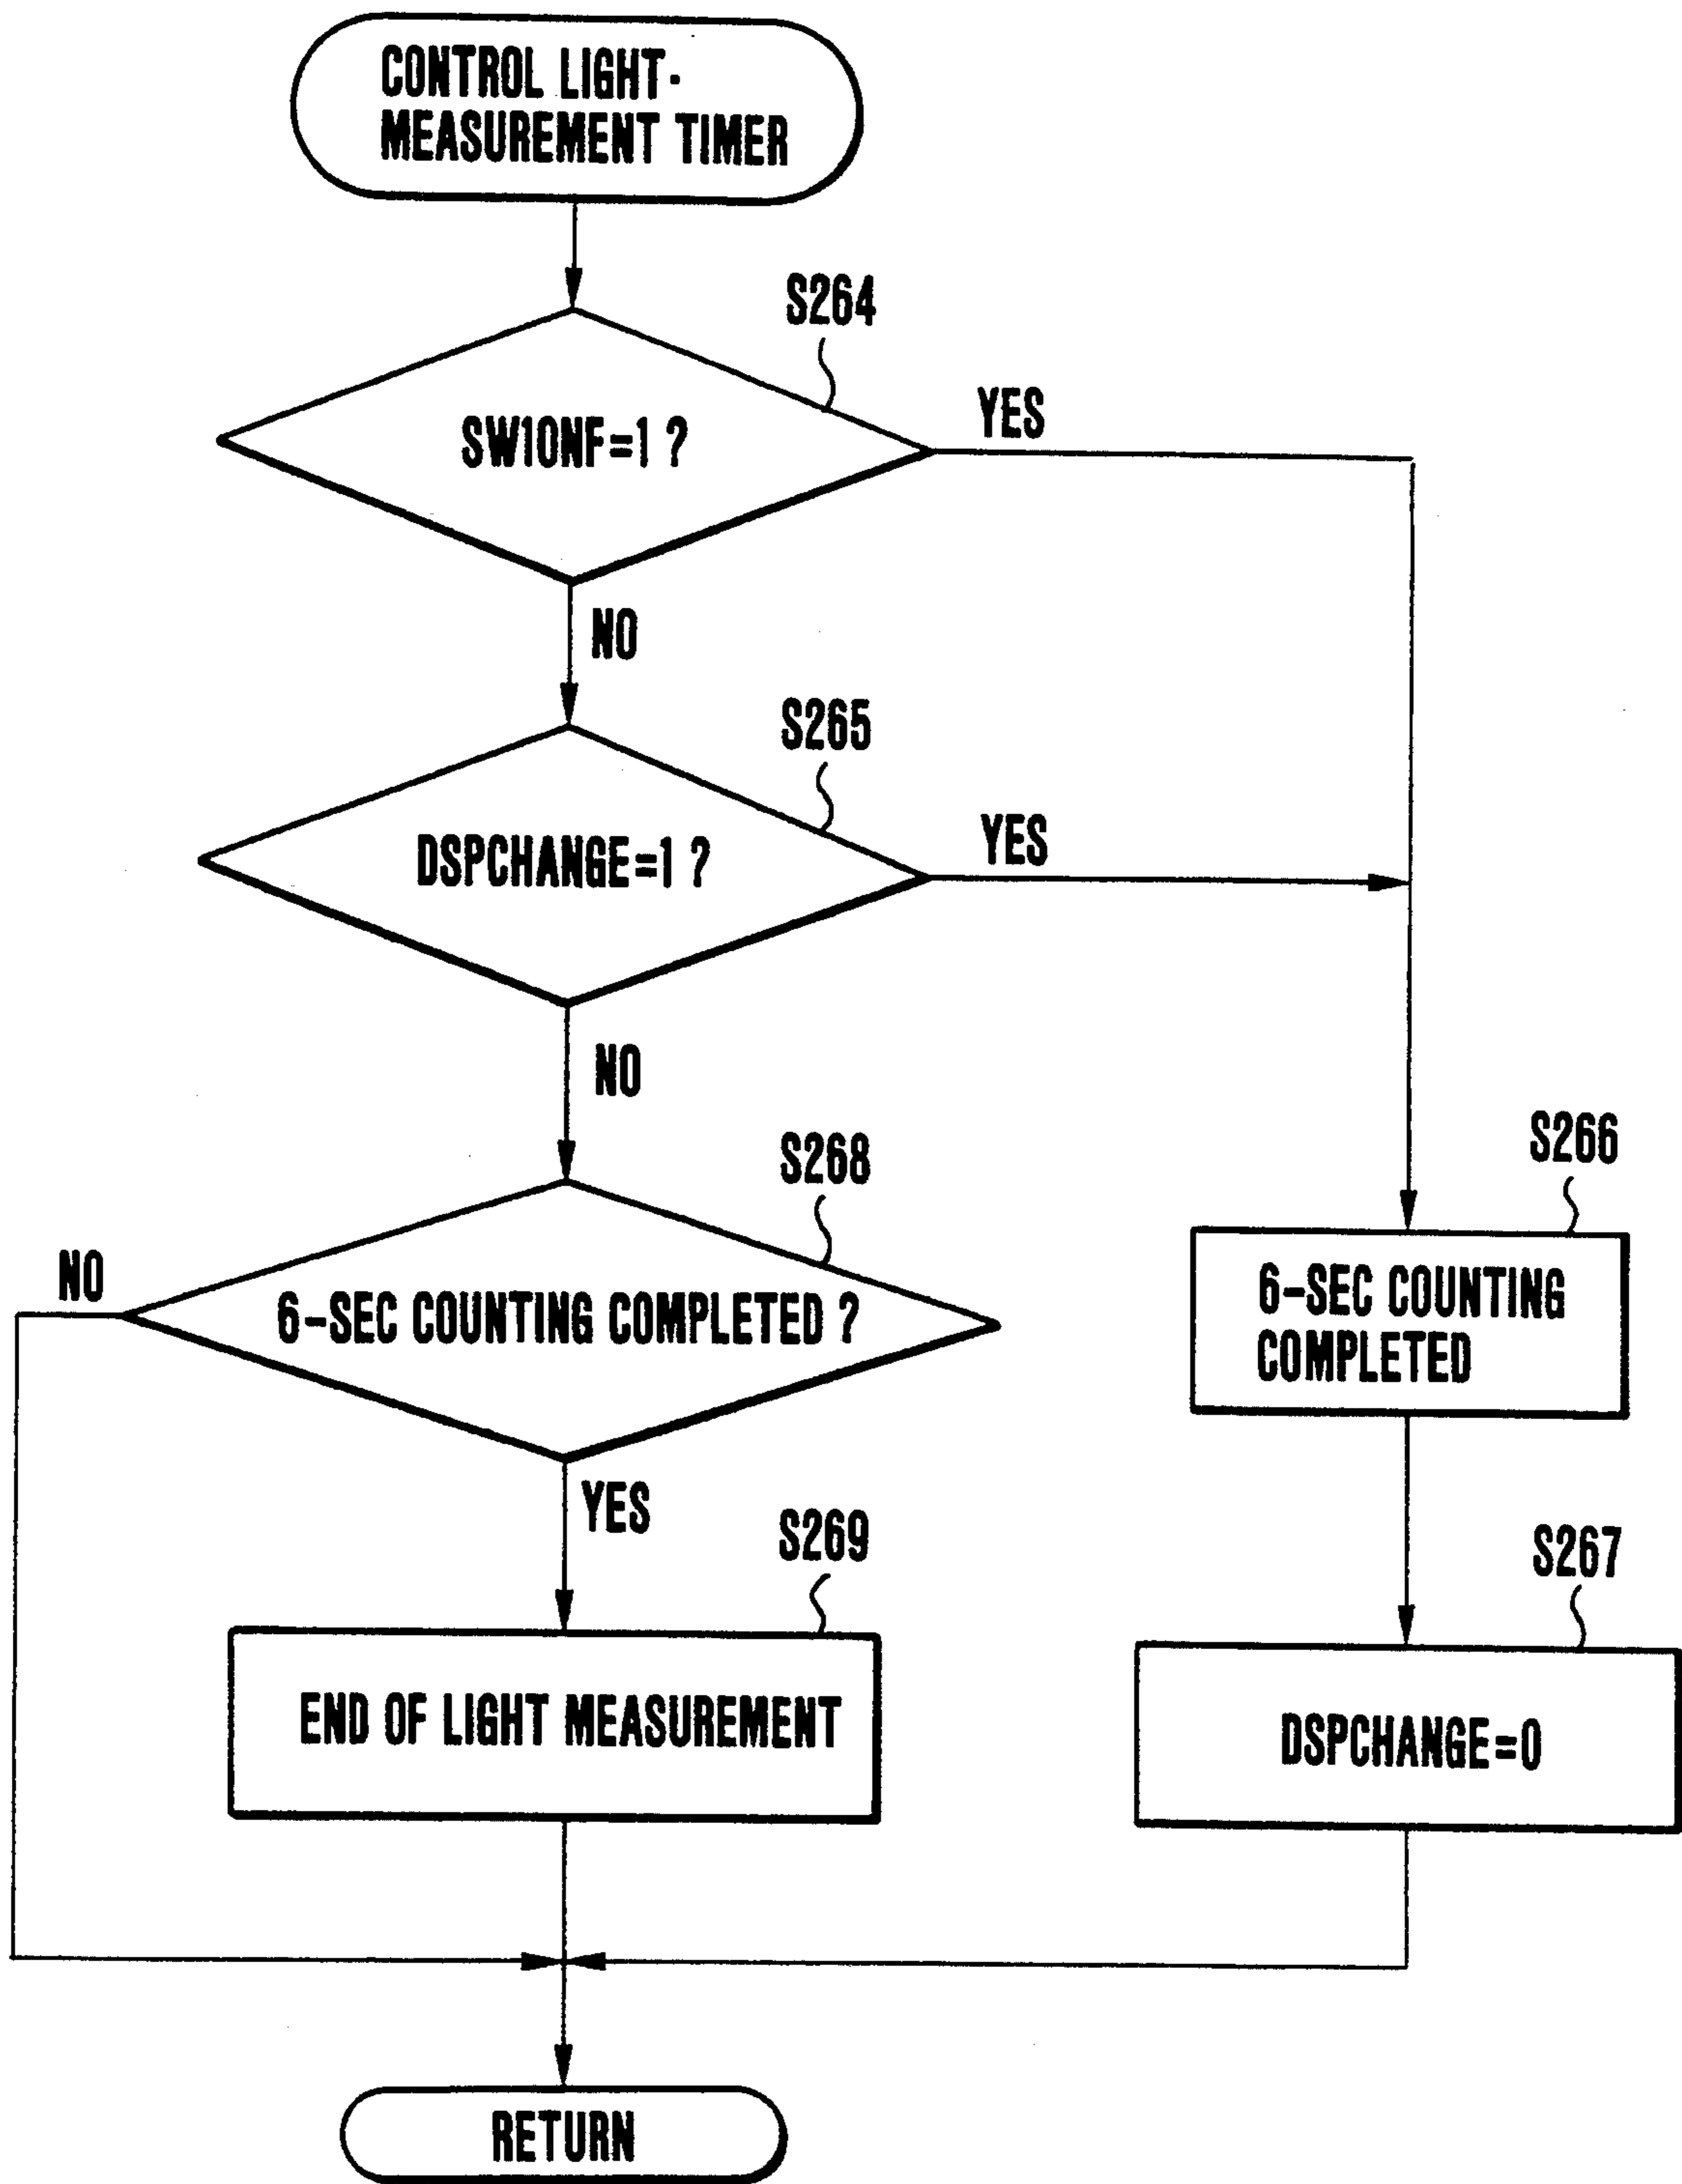 CONTROL LIGHT-
MEASUREMENT TIMER
S264
SW1ONF=1 ?
YES
NO
S265
DSPCHANGE=1 ?
YES
NO
S268
S266
NO
6-SEC COUNTING COMPLETED ?
6-SEC COUNTING
COMPLETED
YES
S269
S267
END OF LIGHT MEASUREMENT
DSPCHANGE=0
RETURN